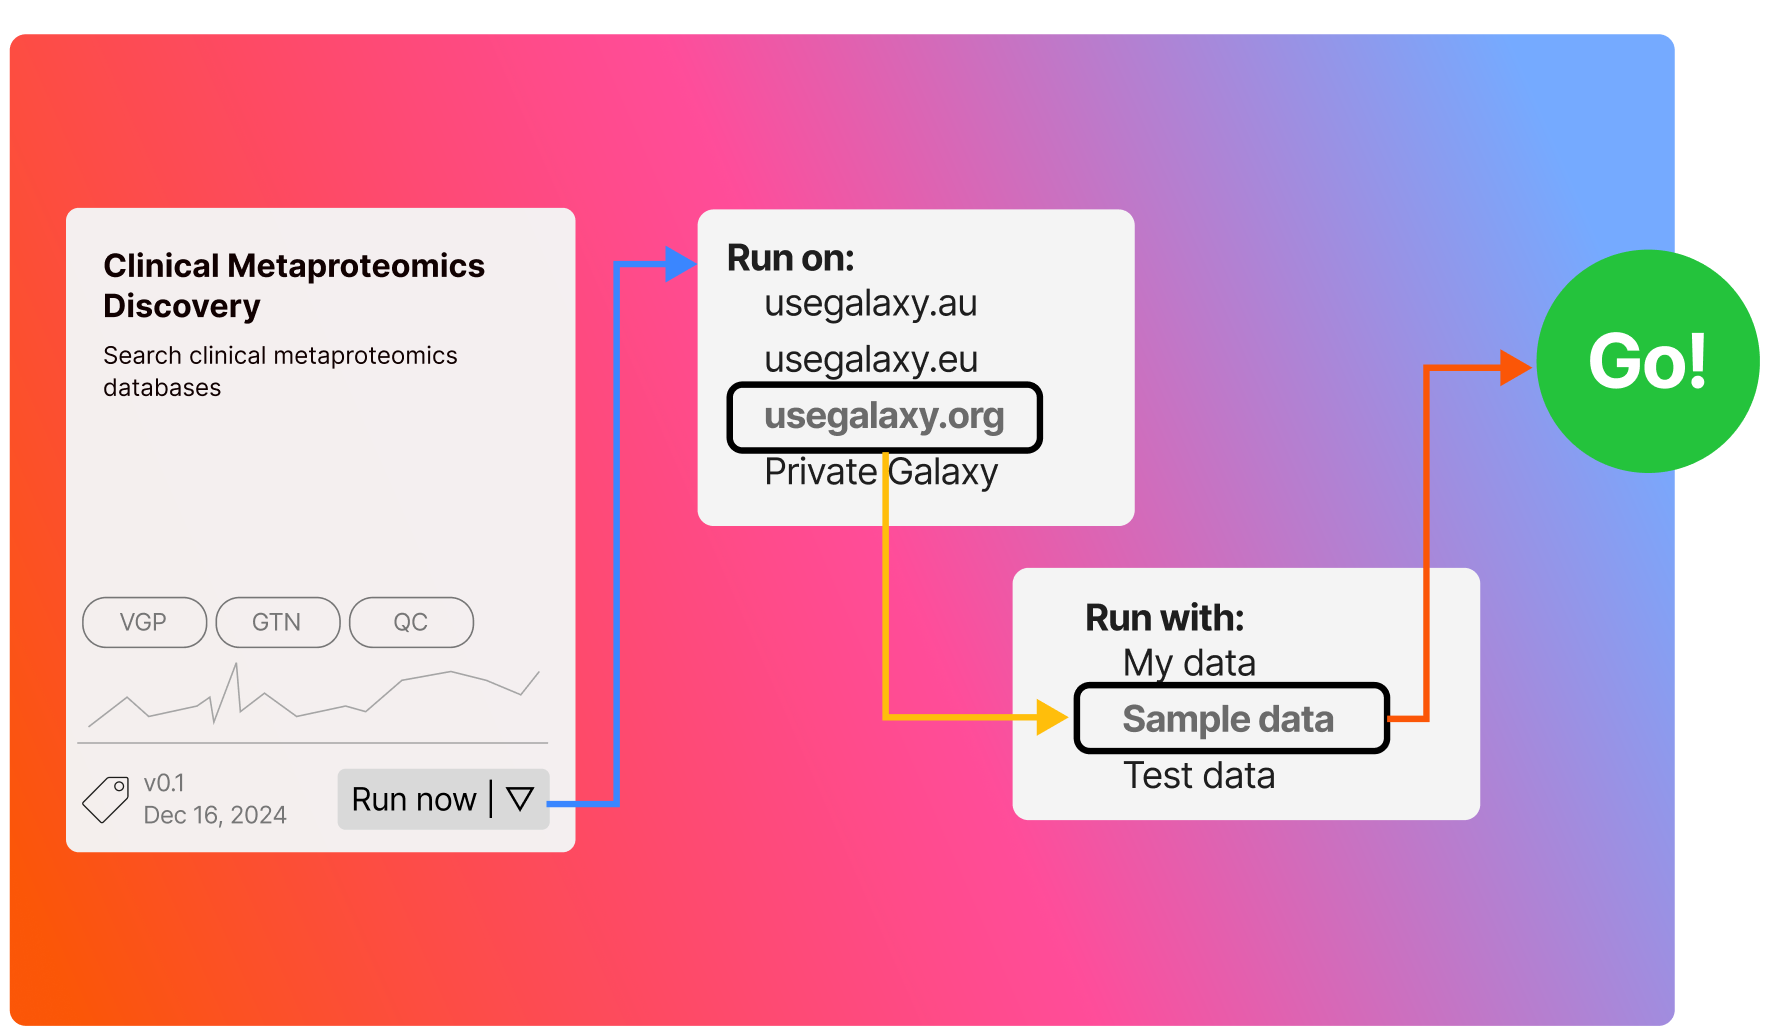 Clinical Metaproteomics
Discovery
Search clinical metaproteomics
databases
VGP
GTN
QC
v0.1
Dec 16, 2024
Run now
Run on:
usegalaxy.au
usegalaxy.eu
usegalaxy.org
Private Galaxy
Run with:
My data
Sample data
Test data
Go!